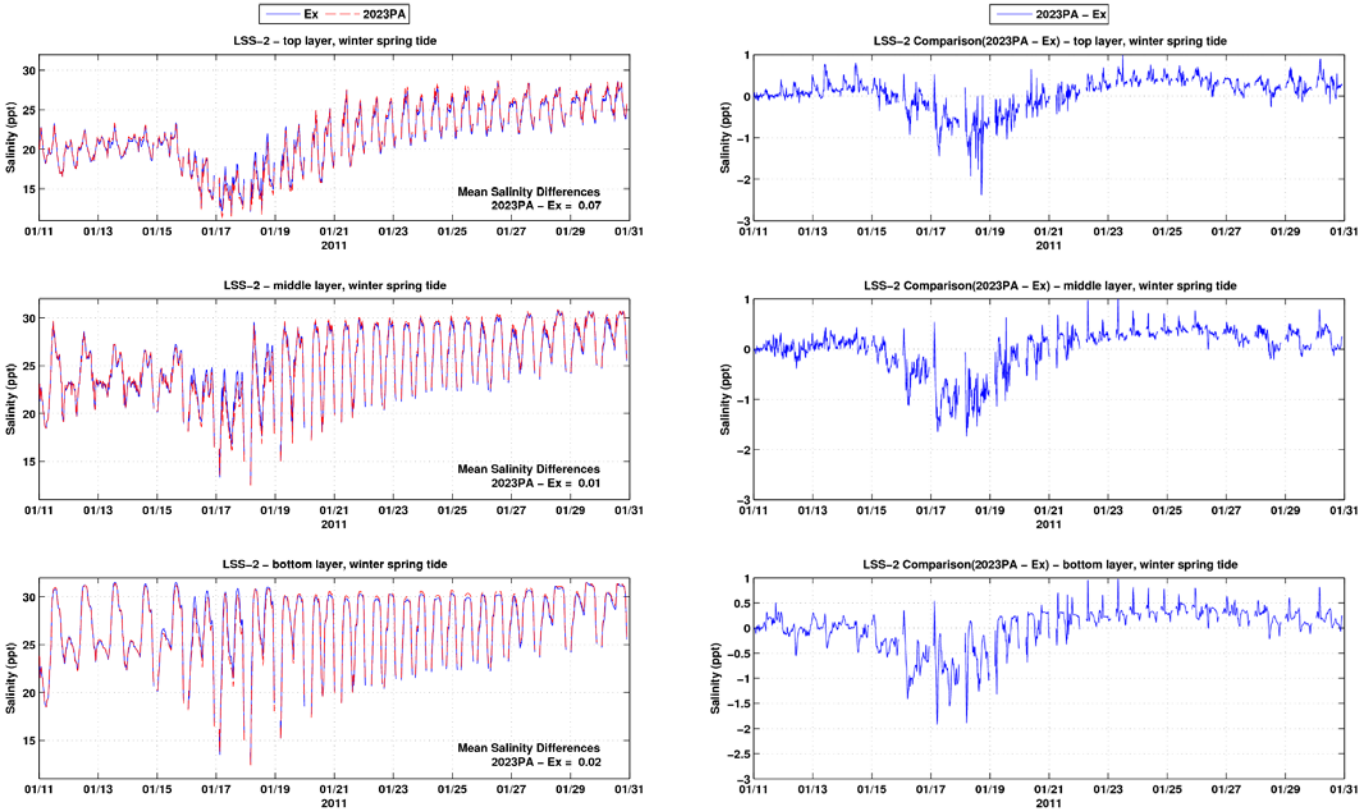 Ex 2023PA
LSS−2 − top layer, winter spring tide
Salinity (ppt)
30
25
20
15
Mean Salinity Differences
2023PA − Ex = 0.07
01/11 01/13 01/15 01/17 01/19 01/21 01/23 01/25 01/27 01/29 01/31
2011
2023PA − Ex
LSS−2 Comparison(2023PA − Ex) − top layer, winter spring tide
Salinity (ppt)
1
0
−1
−2
−3
01/11 01/13 01/15 01/17 01/19 01/21 01/23 01/25 01/27 01/29 01/31
2011
LSS−2 − middle layer, winter spring tide
Salinity (ppt)
30
25
20
15
Mean Salinity Differences
2023PA − Ex = 0.01
01/11 01/13 01/15 01/17 01/19 01/21 01/23 01/25 01/27 01/29 01/31
2011
LSS−2 Comparison(2023PA − Ex) − middle layer, winter spring tide
Salinity (ppt)
1
0
−1
−2
−3
01/11 01/13 01/15 01/17 01/19 01/21 01/23 01/25 01/27 01/29 01/31
2011
LSS−2 − bottom layer, winter spring tide
Salinity (ppt)
30
25
20
15
Mean Salinity Differences
2023PA − Ex = 0.02
01/11 01/13 01/15 01/17 01/19 01/21 01/23 01/25 01/27 01/29 01/31
2011
LSS−2 Comparison(2023PA − Ex) − bottom layer, winter spring tide
Salinity (ppt)
1
0.5
0
−0.5
−1
−1.5
−2
−2.5
−3
01/11 01/13 01/15 01/17 01/19 01/21 01/23 01/25 01/27 01/29 01/31
2011